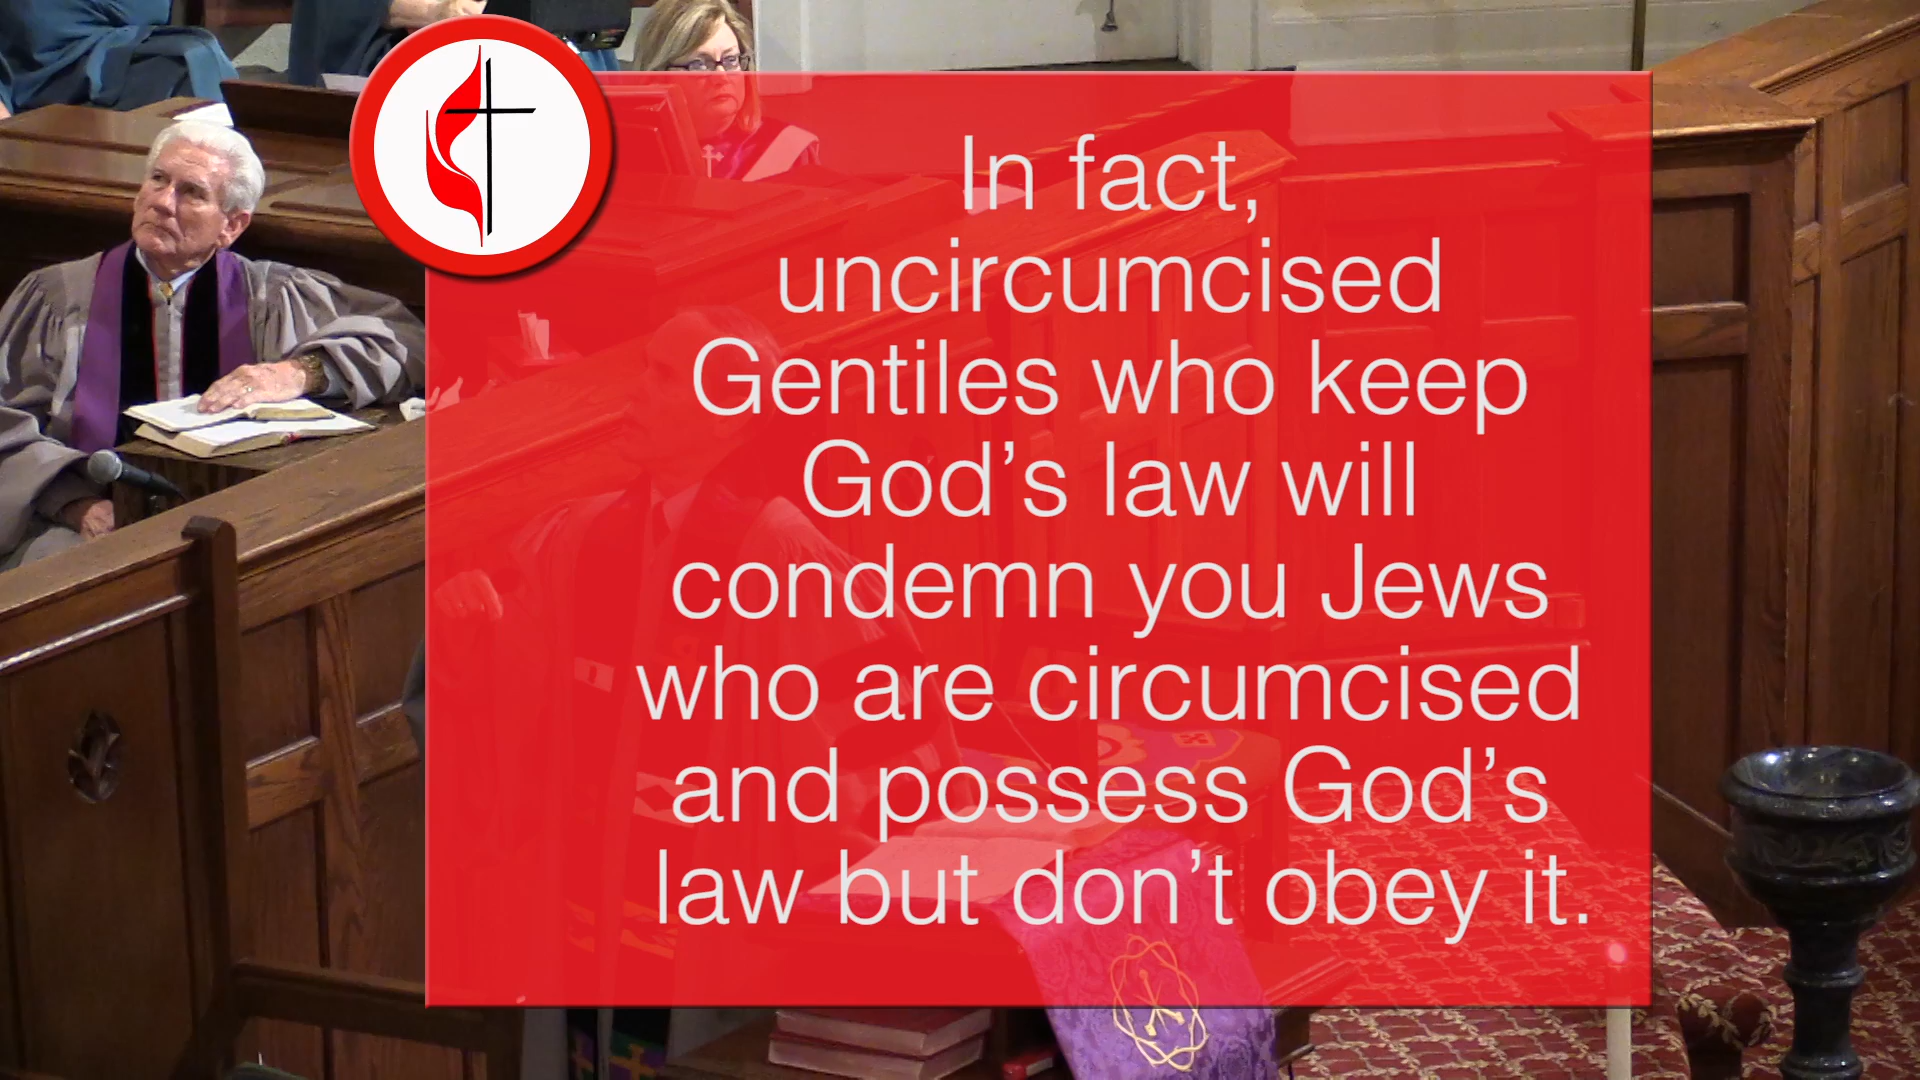 In fact,
uncircumcised
Gentiles who keep
God’s law will
condemn you Jews
who are circumcised
and possess God’s
law but don’t obey it.